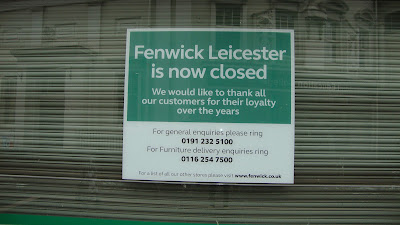 Fenwick Leicester
is now closed
We would like to thank all
our customers for their loyalty
over the years
For general enquiries please ring
0191 232 5100
For Furniture delivery enquiries ring
0116 254 7500
For a list of all our other stores please visit www.fenwick.co.uk